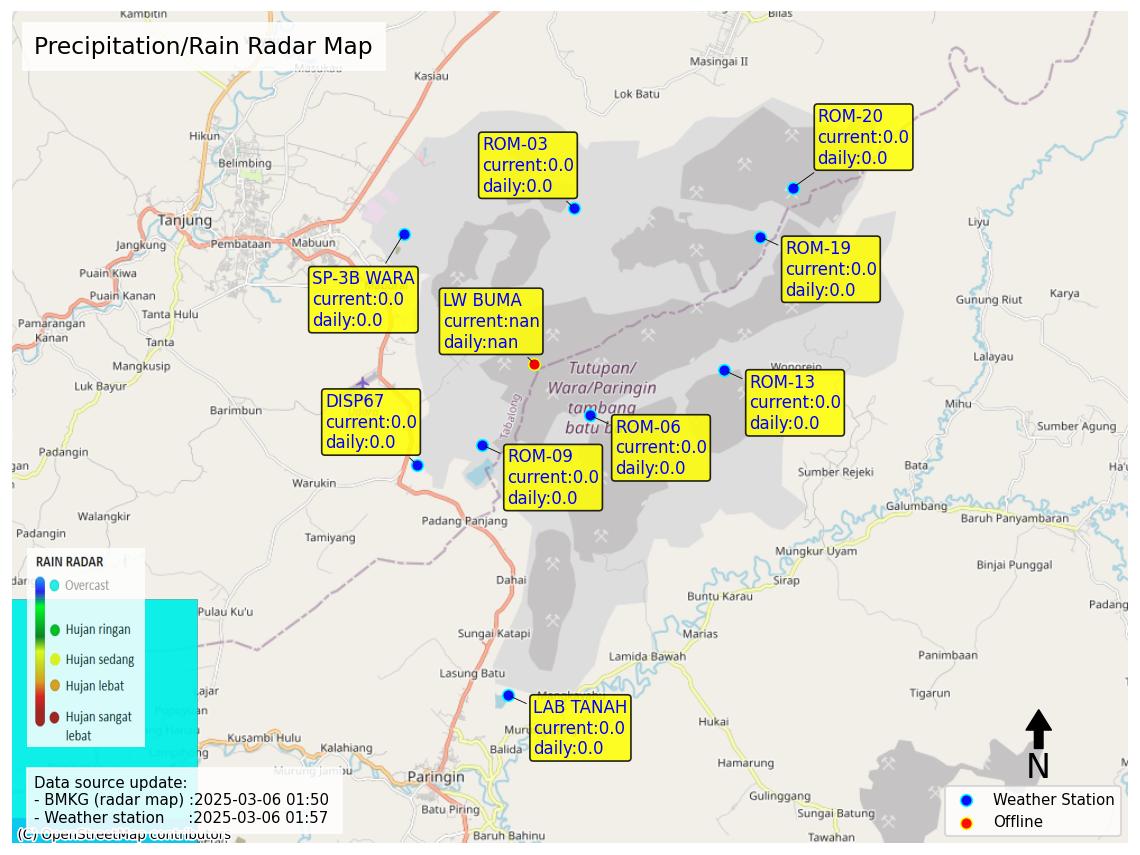 Kambitin
Bilas
Precipitation/Rain Radar Map
Masukau
Kasiau
Masingai II
Lok Batu
ROM-20
current:0.0
daily:0.0
Hikun
ROM-03
current:0.0
daily:0.0
Belimbing
Tanjung
Liyu
Jangkung
Pembataan
Mabuun
ROM-19
current:0.0
daily:0.0
Puain Kiwa
SP-3B WARA
current:0.0
daily:0.0
Puain Kanan
LW BUMA
current:nan
daily:nan
Karya
Gunung Riut
Tanta Hulu
Pamarangan
Kanan
Tanta
Lalayau
Mangkusip
Tutupan/
Wara/Paringin
tambang
batu b
Wonorejo
Luk Bayur
ROM-13
current:0.0
daily:0.0
DISP67
current:0.0
daily:0.0
Barimbun
Mihu
Tabalong
ROM-06
current:0.0
daily:0.0
Sumber Agung
Padangin
ROM-09
current:0.0
daily:0.0
Bata
Sumber Rejeki
Warukin
Galumbang
Walangkir
Padang Panjang
Baruh Panyambaran
Padangin
Tamiyang
Mungkur Uyam
Binjai Punggal
RAIN RADAR
Overcast
Dahai
Sirap
Buntu Karau
Padang
Pulau Ku'u
Hujan ringan
Sungai Katapi
Marias
Hujan sedang
Lamida Bawah
Panimbaan
Lasung Batu
Hujan lebat
Tigarun
LAB TANAH
current:0.0
daily:0.0
Hujan sangat
lebat
Hukai
Kusambi Hulu
Kalahiang
Balida
Hamarung
N
Murung Jambu
Paringin
Data source update:
- BMKG (radar map) :2025-03-06 01:50
- Weather station :2025-03-06 01:57
Gulinggang
Weather Station
Offline
Batu Piring
Sungai Batung
(C) OpenStreetMap contributors
Baruh Bahinu
Tawahan